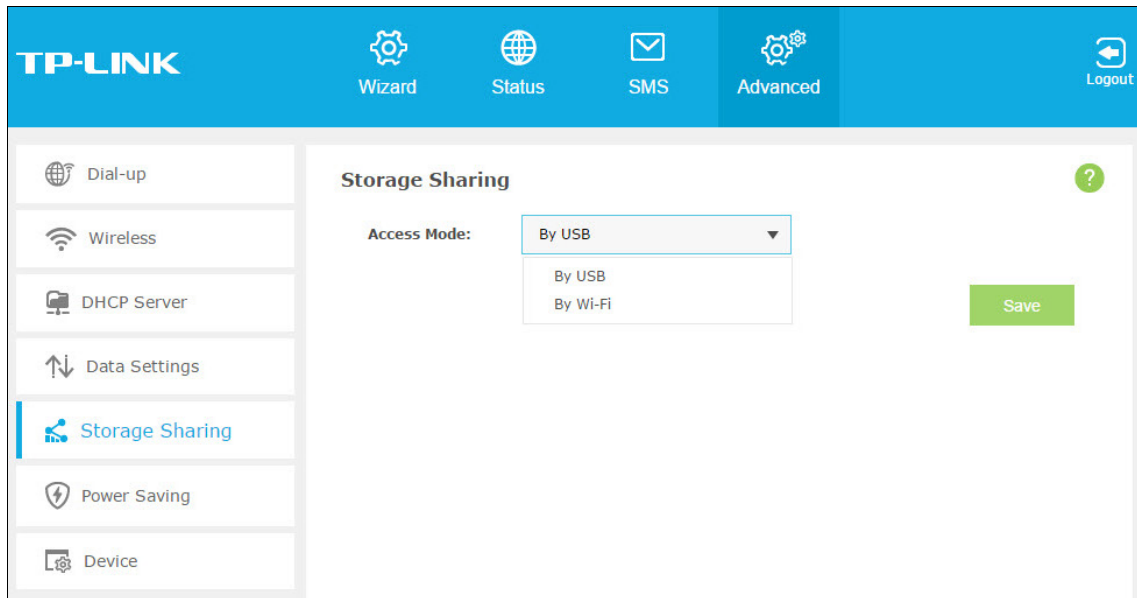 TP-LINK
Wizard
Status
SMS
Advanced
Logout
Dial-up
Wireless
DHCP Server
Data Settings
Storage Sharing
Power Saving
Device
Storage Sharing
?
Access Mode:
By USB
By USB
By Wi-Fi
Save